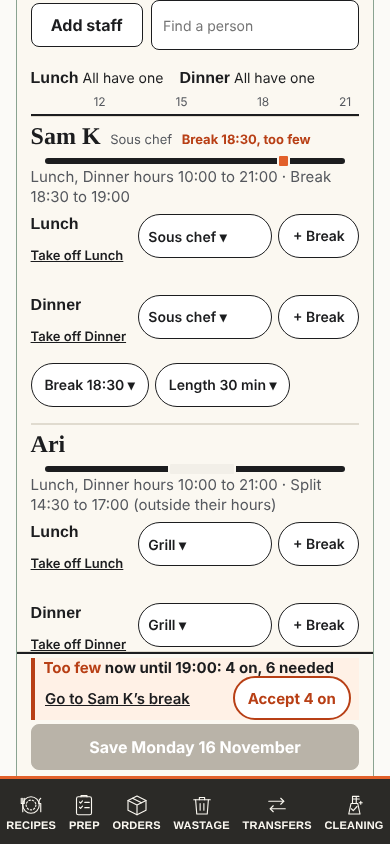 Add staff Find a person
Lunch All have one Dinner All have one
12 15 18 21
Sam K Sous chef Break 18:30, too few
Lunch, Dinner hours 10:00 to 21:00 · Break
18:30 to 19:00
Lunch
Sous chef ▾ + Break
Take off Lunch
Dinner
Sous chef ▾ + Break
Take off Dinner
Break 18:30 ▾ Length 30 min ▾
Ari
Lunch, Dinner hours 10:00 to 21:00 · Split
14:30 to 17:00 (outside their hours)
Lunch
Grill ▾ + Break
Take off Lunch
Dinner
Grill ▾ + Break
Take off Dinner
Too few now until 19:00: 4 on, 6 needed
Go to Sam K’s break Accept 4 on
Save Monday 16 November
RECIPES PREP ORDERS WASTAGE TRANSFERS CLEANING